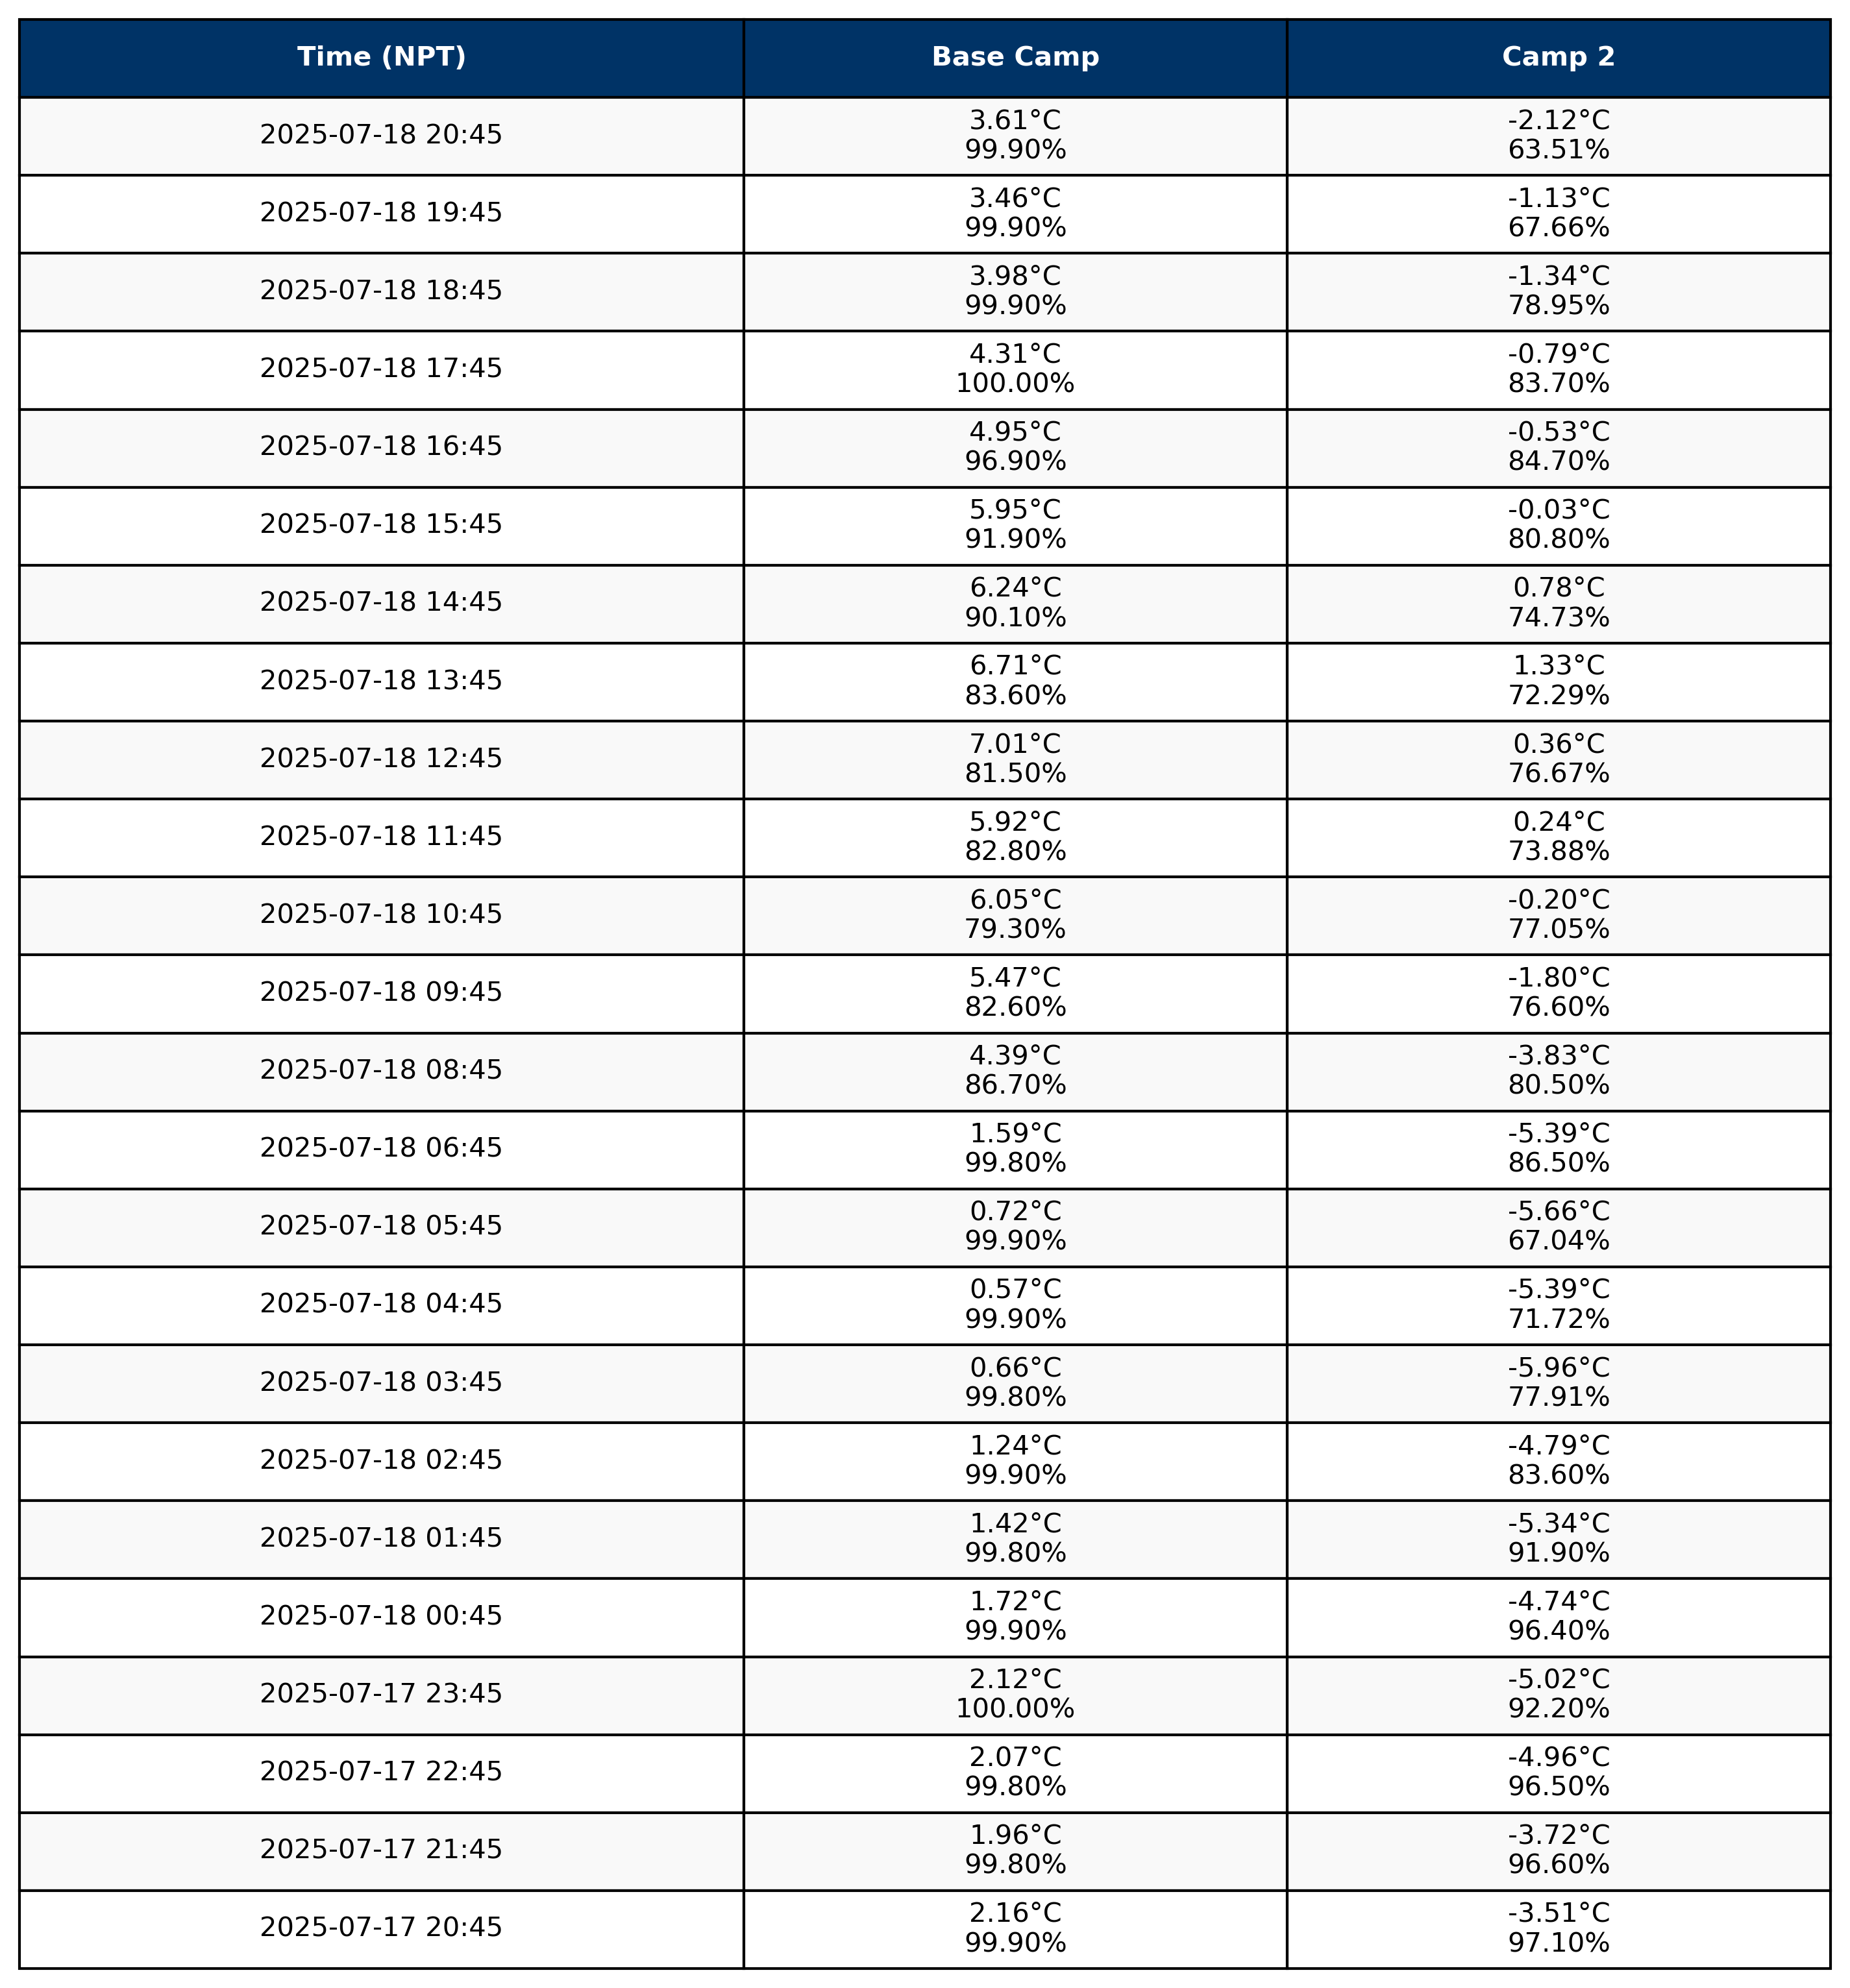 Time (NPT) Base Camp Camp 2
2025-07-18 20:45 3.61°C -2.12°C
99.90% 63.51%
2025-07-18 19:45 3.46°C -1.13°C
99.90% 67.66%
2025-07-18 18:45 3.98°C -1.34°C
99.90% 78.95%
2025-07-18 17:45 4.31°C -0.79°C
100.00% 83.70%
2025-07-18 16:45 4.95°C -0.53°C
96.90% 84.70%
2025-07-18 15:45 5.95°C -0.03°C
91.90% 80.80%
2025-07-18 14:45 6.24°C 0.78°C
90.10% 74.73%
2025-07-18 13:45 6.71°C 1.33°C
83.60% 72.29%
2025-07-18 12:45 7.01°C 0.36°C
81.50% 76.67%
2025-07-18 11:45 5.92°C 0.24°C
82.80% 73.88%
2025-07-18 10:45 6.05°C -0.20°C
79.30% 77.05%
2025-07-18 09:45 5.47°C -1.80°C
82.60% 76.60%
2025-07-18 08:45 4.39°C -3.83°C
86.70% 80.50%
2025-07-18 06:45 1.59°C -5.39°C
99.80% 86.50%
2025-07-18 05:45 0.72°C -5.66°C
99.90% 67.04%
2025-07-18 04:45 0.57°C -5.39°C
99.90% 71.72%
2025-07-18 03:45 0.66°C -5.96°C
99.80% 77.91%
2025-07-18 02:45 1.24°C -4.79°C
99.90% 83.60%
2025-07-18 01:45 1.42°C -5.34°C
99.80% 91.90%
2025-07-18 00:45 1.72°C -4.74°C
99.90% 96.40%
2025-07-17 23:45 2.12°C -5.02°C
100.00% 92.20%
2025-07-17 22:45 2.07°C -4.96°C
99.80% 96.50%
2025-07-17 21:45 1.96°C -3.72°C
99.80% 96.60%
2025-07-17 20:45 2.16°C -3.51°C
99.90% 97.10%